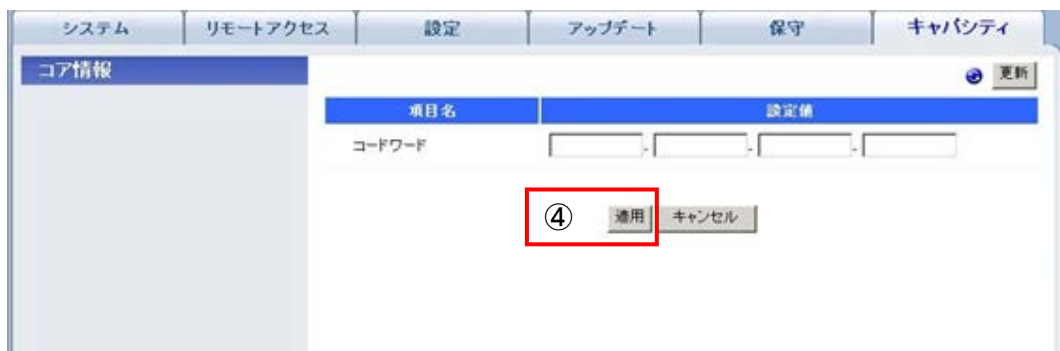 システム リモートアクセス 設定 アップデート 保守 キャパシティ
コア情報
更新
項目名 設定値
コードワード - - -
④ 適用 キャンセル